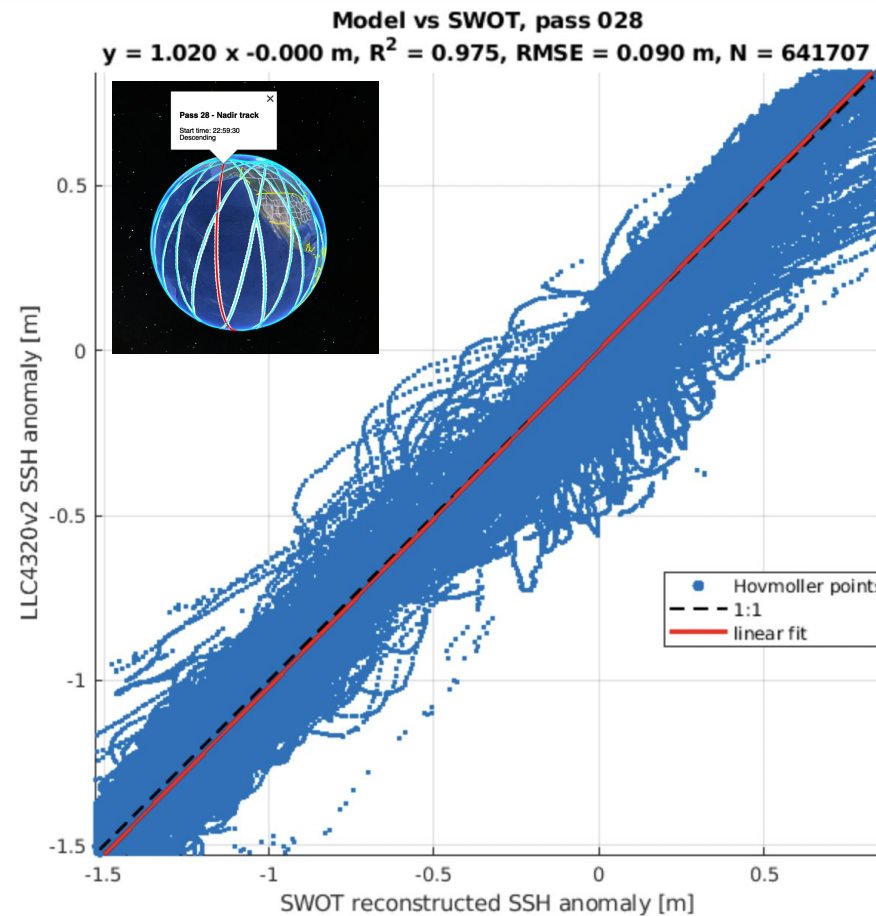 Model vs SWOT, pass 028
y = 1.020 x -0.000 m, R² = 0.975, RMSE = 0.090 m, N = 641707
Pass 28 - Nadir track
Start time: 22:59:30
Descending
0.5
0
-0.5
-1
-1.5
LLC4320v2 SSH anomaly [m]
Hovmoller points
1:1
linear fit
-1.5 -1 -0.5 0 0.5
SWOT reconstructed SSH anomaly [m]